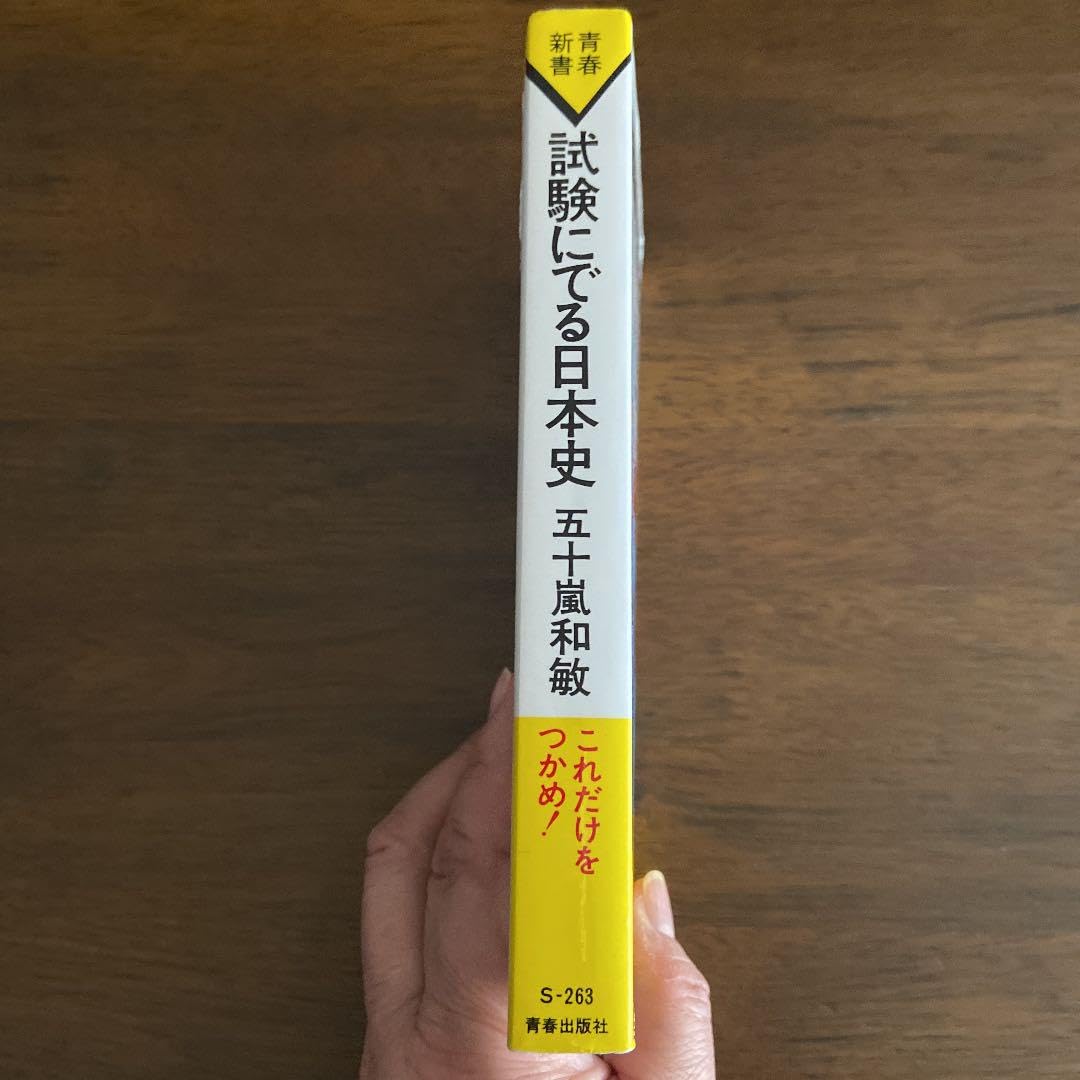 青春
新書
試験にでる日本史 五十嵐和敏
これだけを
つかめ!
S-263
青春出版社